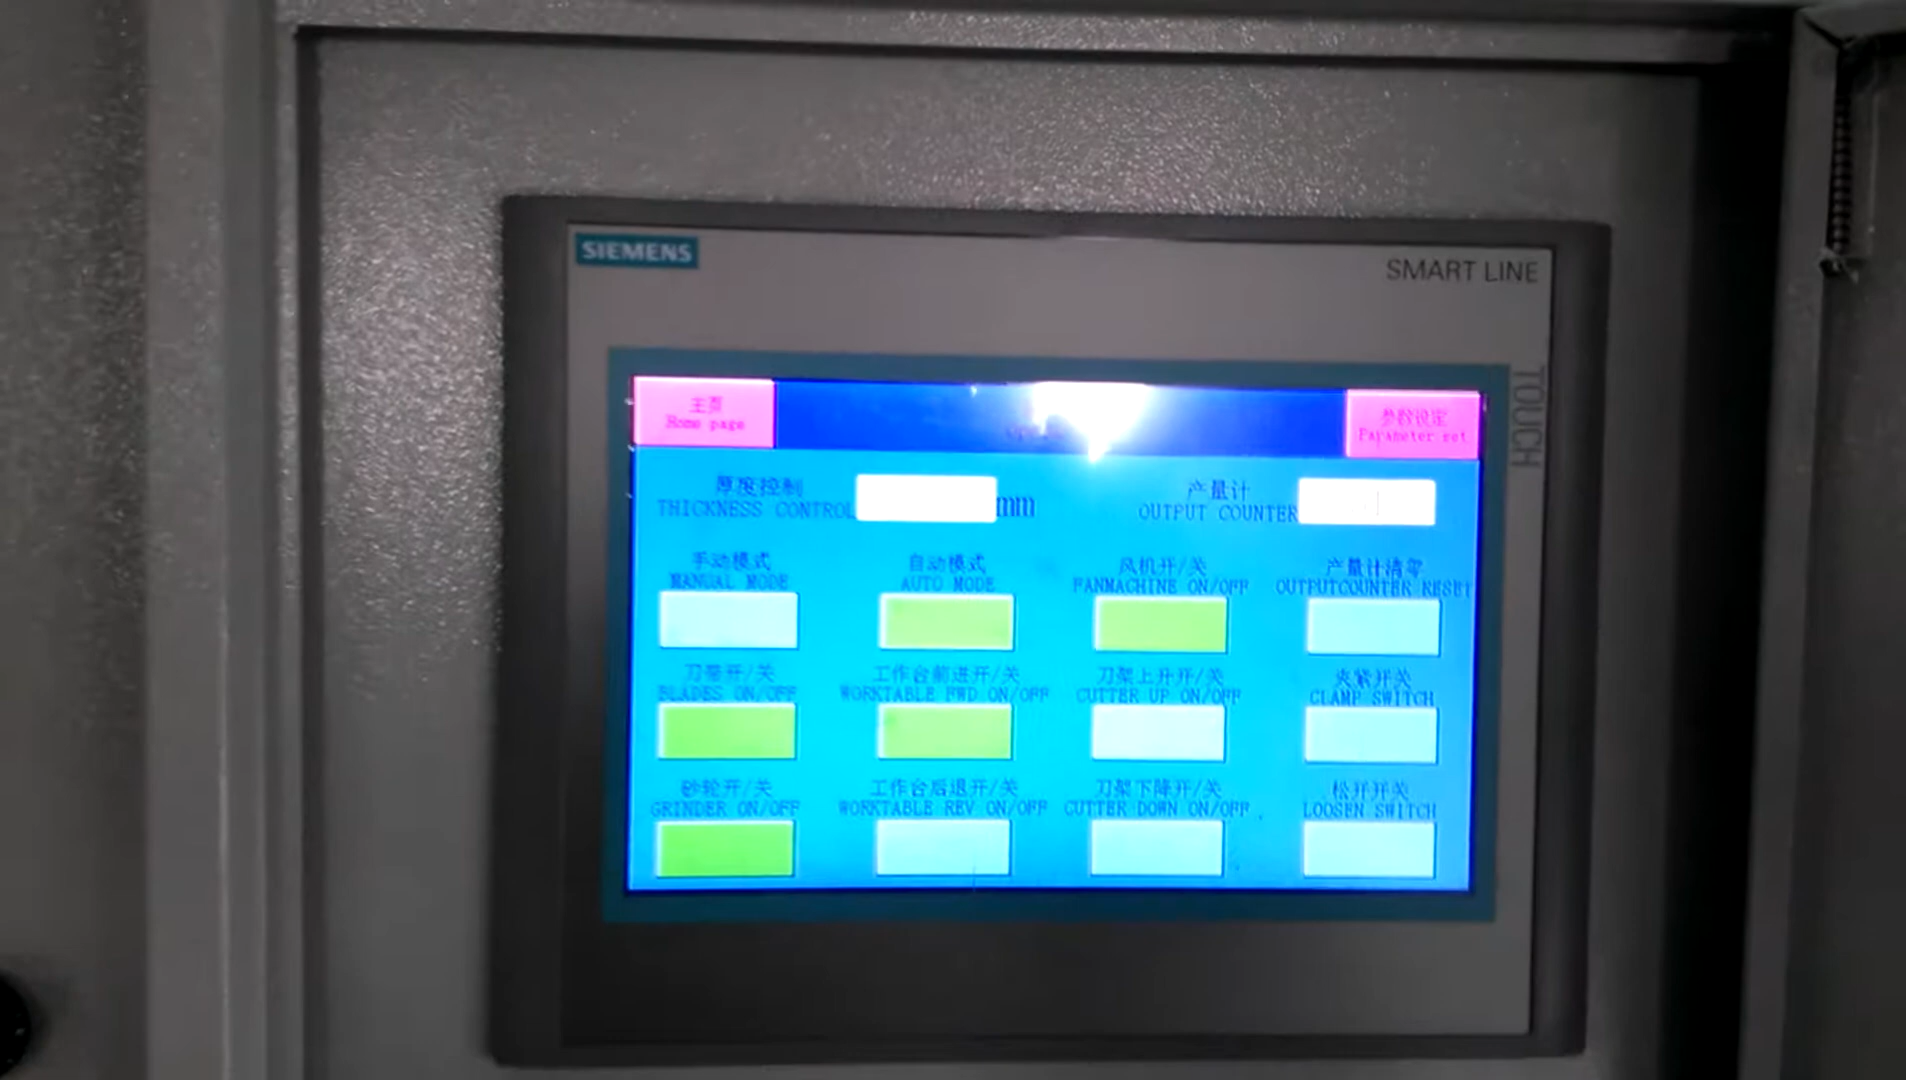 SIEMENS
SMART LINE
TOUCH
主页
Home page
参数设定
Parameter set
厚度控制
THICKNESS CONTROL
mm
产量计
OUTPUT COUNTER
手动模式
MANUAL MODE
自动模式
AUTO MODE
风机开/关
FANMACHINE ON/OFF
产量计清零
OUTPUTCOUNTER RESET
刀带开/关
BLADES ON/OFF
工作台前进开/关
WORKTABLE FWD ON/OFF
刀架上升开/关
CUTTER UP ON/OFF
夹紧开关
CLAMP SWITCH
砂轮开/关
GRINDER ON/OFF
工作台后退开/关
WORKTABLE REV ON/OFF
刀架下降开/关
CUTTER DOWN ON/OFF
松开开关
LOOSEN SWITCH